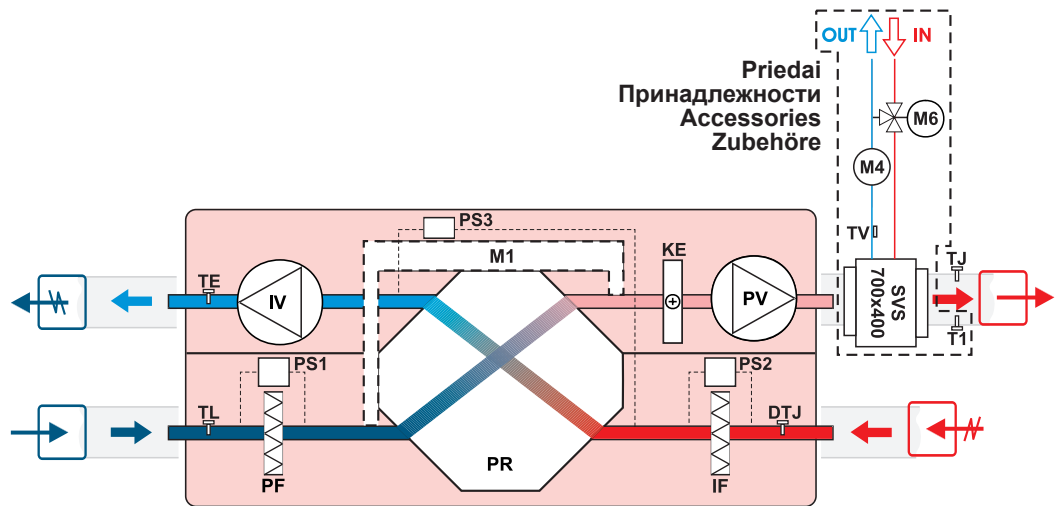 OUT IN
Priedai
Принадлежности
Accessories
Zubehöre
M6
M4
TV
PS3
M1
KE
TJ
TE
IV
PV
SVS
700x400
T1
PS1
PS2
TL
DTJ
PR
PF
IF